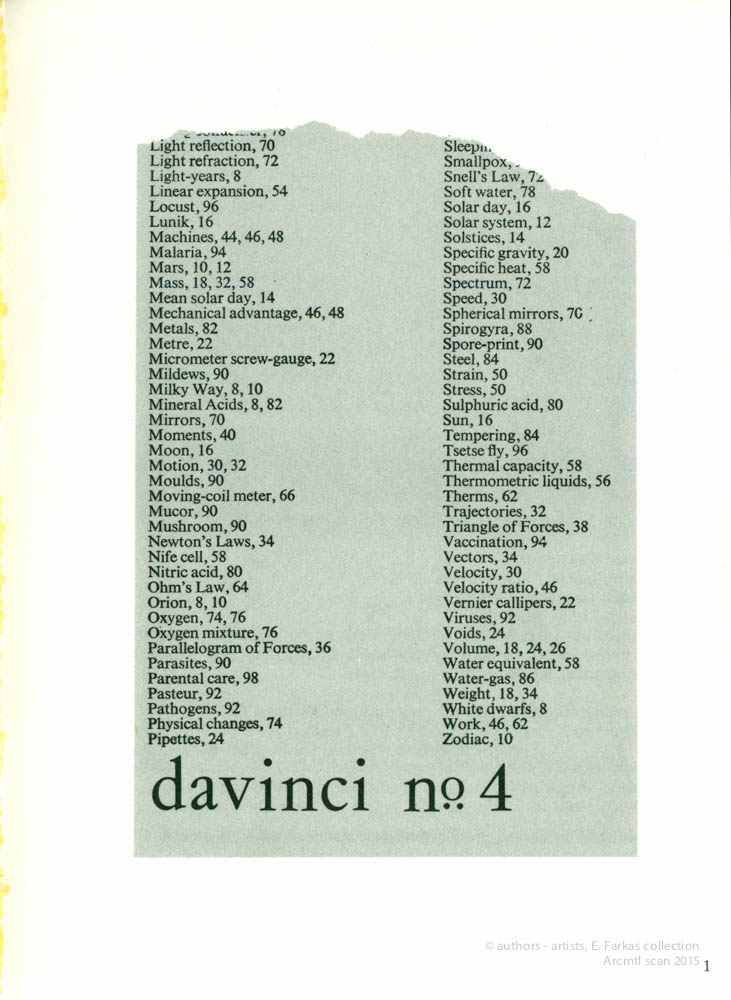 Light reflection, 70
Light refraction, 72
Light-years, 8
Linear expansion, 54
Locust, 96
Lunik, 16
Machines, 44, 46, 48
Malaria, 94
Mars, 10, 12
Mass, 18, 32, 58
Mean solar day, 14
Mechanical advantage, 46, 48
Metals, 82
Metre, 22
Micrometer screw-gauge, 22
Mildews, 90
Milky Way, 8, 10
Mineral Acids, 8, 82
Mirrors, 70
Moments, 40
Moon, 16
Motion, 30, 32
Moulds, 90
Moving-coil meter, 66
Mucor, 90
Mushroom, 90
Newton's Laws, 34
Nife cell, 58
Nitric acid, 80
Ohm's Law, 64
Orion, 8, 10
Oxygen, 74, 76
Oxygen mixture, 76
Parallelogram of Forces, 36
Parasites, 90
Parental care, 98
Pasteur, 92
Pathogens, 92
Physical changes, 74
Pipettes, 24
Smallpox,
Snell's Law, 72
Soft water, 78
Solar day, 16
Solar system, 12
Solstices, 14
Specific gravity, 20
Specific heat, 58
Spectrum, 72
Speed, 30
Spherical mirrors, 70
Spirogyra, 88
Spore-print, 90
Steel, 84
Strain, 50
Stress, 50
Sulphuric acid, 80
Sun, 16
Tempering, 84
Tsetse fly, 96
Thermal capacity, 58
Thermometric liquids, 56
Therms, 62
Trajectories, 32
Triangle of Forces, 38
Vaccination, 94
Vectors, 34
Velocity, 30
Velocity ratio, 46
Vernier callipers, 22
Viruses, 92
Voids, 24
Volume, 18, 24, 26
Water equivalent, 58
Water-gas, 86
Weight, 18, 34
White dwarfs, 8
Work, 46, 62
Zodiac, 10
davinci nº 4
© authors - artists, E. Farkas collection
Arcmtl scan 2015
1